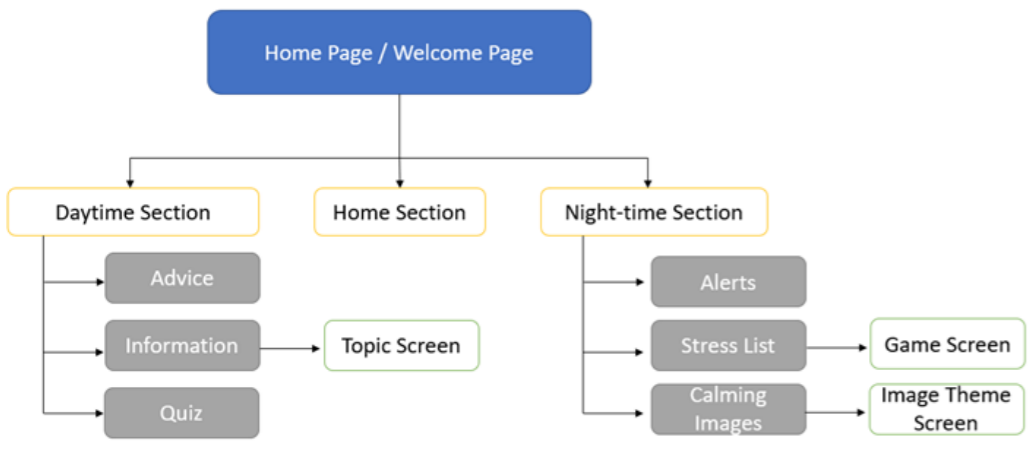 Home Page / Welcome Page
Daytime Section
Home Section
Night-time Section
Advice
Alerts
Information
Topic Screen
Stress List
Game Screen
Quiz
Calming
Images
Image Theme
Screen